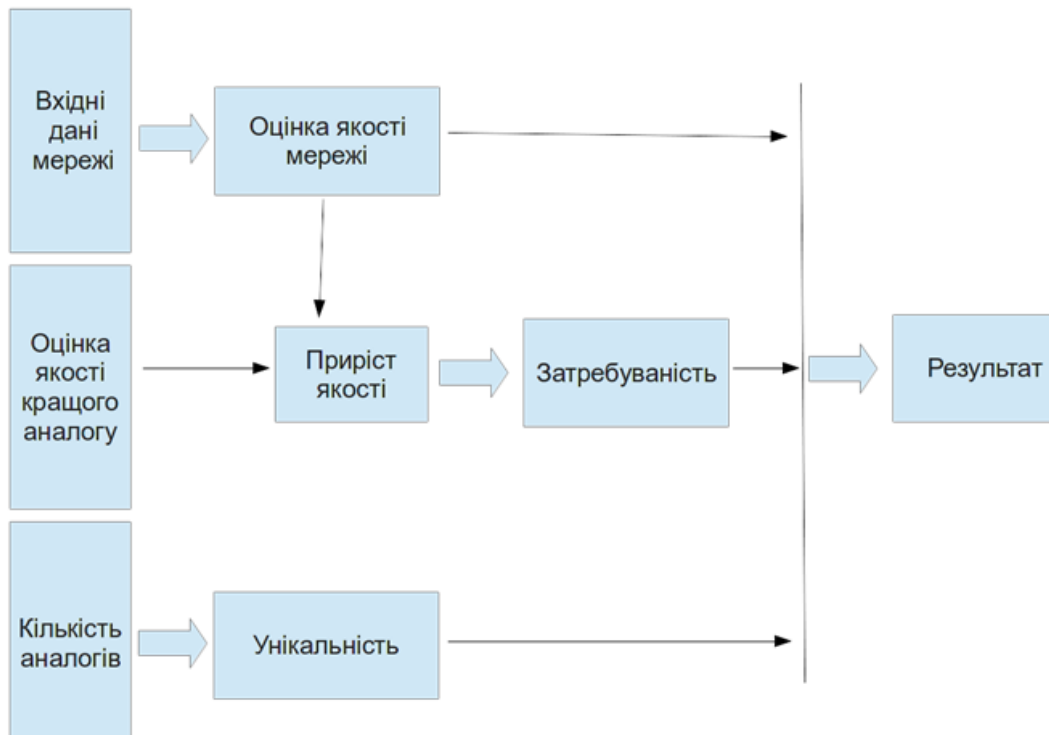 Вхідні
дані
мережі
Оцінка якості
мережі
Оцінка
якості
кращого
аналогу
Приріст
якості
Затребуваність
Результат
Кількість
аналогів
Унікальність